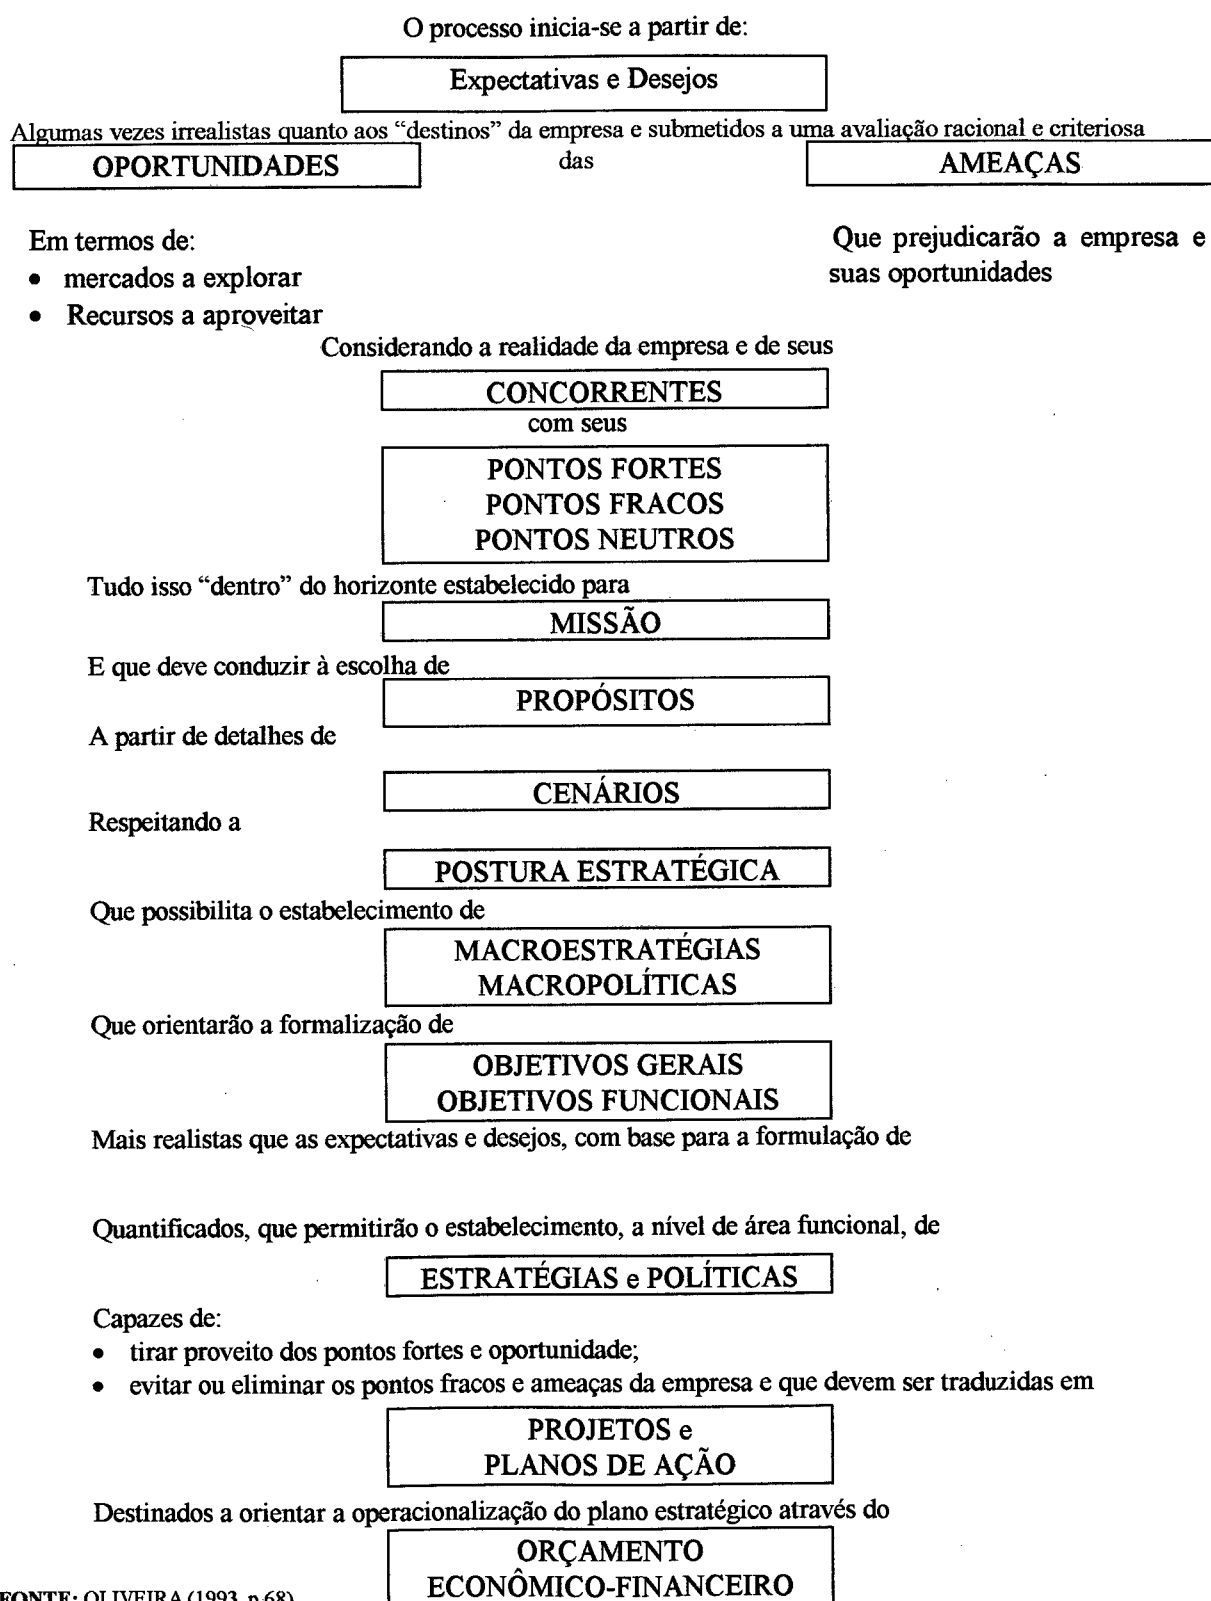 O processo inicia-se a partir de:
Expectativas e Desejos
Algumas vezes irrealistas quanto aos “destinos” da empresa e submetidos a uma avaliação racional e criteriosa
das
OPORTUNIDADES
AMEAÇAS
Em termos de:
• mercados a explorar
• Recursos a aproveitar
Que prejudicarão a empresa e
suas oportunidades
Considerando a realidade da empresa e de seus
CONCORRENTES
com seus
PONTOS FORTES
PONTOS FRACOS
PONTOS NEUTROS
Tudo isso “dentro” do horizonte estabelecido para
MISSÃO
E que deve conduzir à escolha de
PROPÓSITOS
A partir de detalhes de
CENÁRIOS
Respeitando a
POSTURA ESTRATÉGICA
Que possibilita o estabelecimento de
MACROESTRATÉGIAS
MACROPOLÍTICAS
Que orientarão a formalização de
OBJETIVOS GERAIS
OBJETIVOS FUNCIONAIS
Mais realistas que as expectativas e desejos, com base para a formulação de
Quantificados, que permitirão o estabelecimento, a nível de área funcional, de
ESTRATÉGIAS e POLÍTICAS
Capazes de:
• tirar proveito dos pontos fortes e oportunidade;
• evitar ou eliminar os pontos fracos e ameaças da empresa e que devem ser traduzidas em
PROJETOS e
PLANOS DE AÇÃO
Destinados a orientar a operacionalização do plano estratégico através do
ORÇAMENTO
ECONÔMICO-FINANCEIRO
FONTE: OLIVEIRA (1993, p.68)